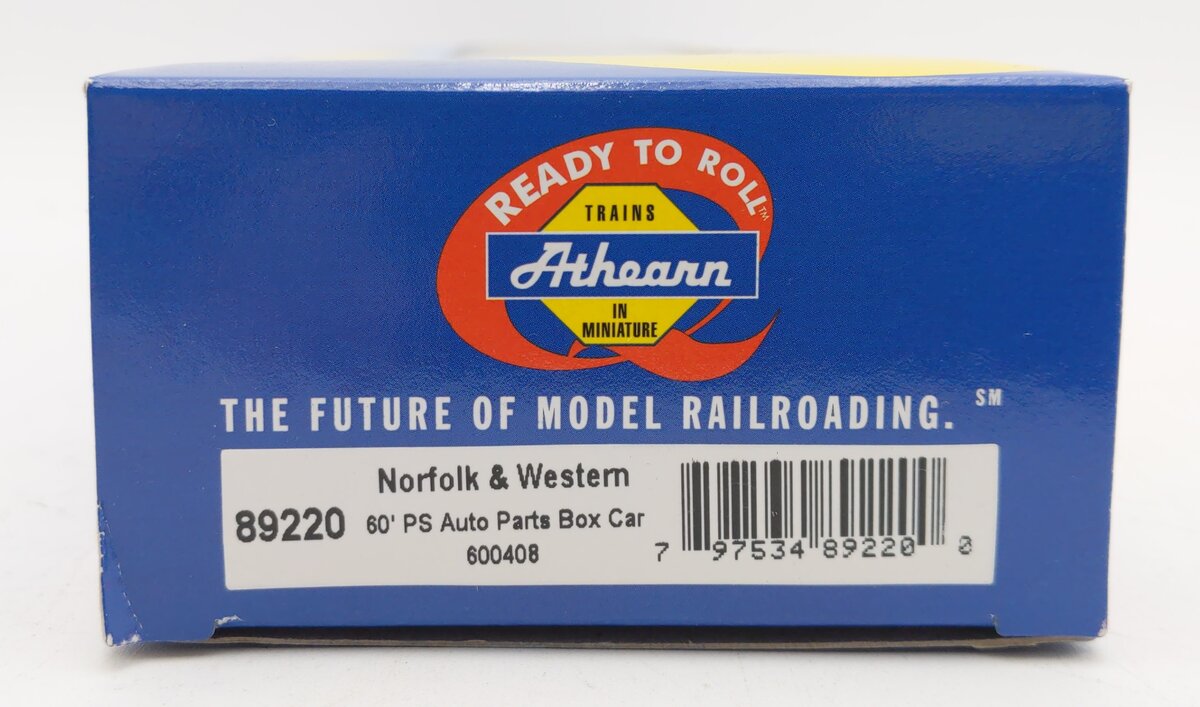 READY TO ROLL™
TRAINS
Athearn
IN
MINIATURE
THE FUTURE OF MODEL RAILROADING. SM
Norfolk & Western
89220 60' PS Auto Parts Box Car
600408
7 97534 89220 0